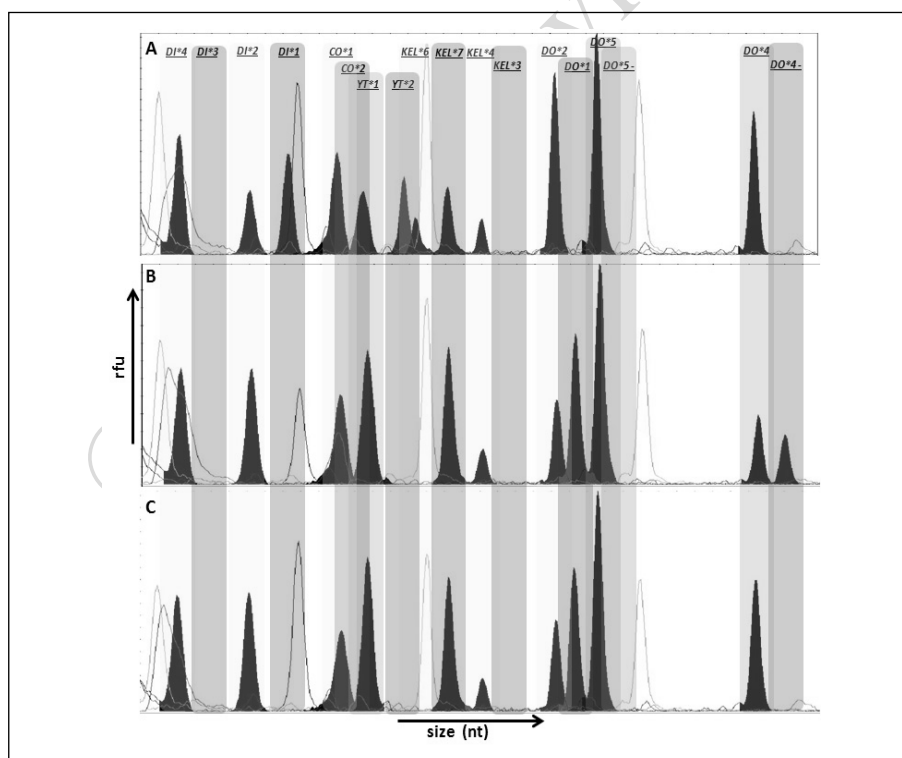 A
DI*4 DI*3 DI*2 DI*1 CO*1 KEL*6 KEL*7 KEL*4 DO*2 DO*5 DO*4
CO*2 KEL*3 DO*1 DO*5- DO*4-
YT*1 YT*2
B
rfu
C
size (nt)